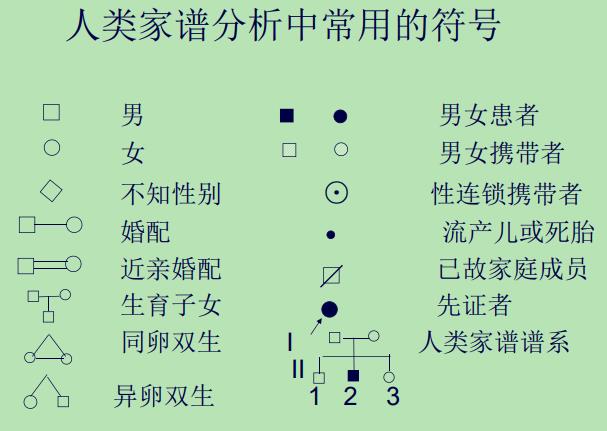 人类家谱分析中常用的符号
男
男女患者
女
男女携带者
不知性别
性连锁携带者
婚配
流产儿或死胎
近亲婚配
已故家庭成员
生育子女
先证者
同卵双生
I
人类家谱谱系
II
异卵双生
1 2 3